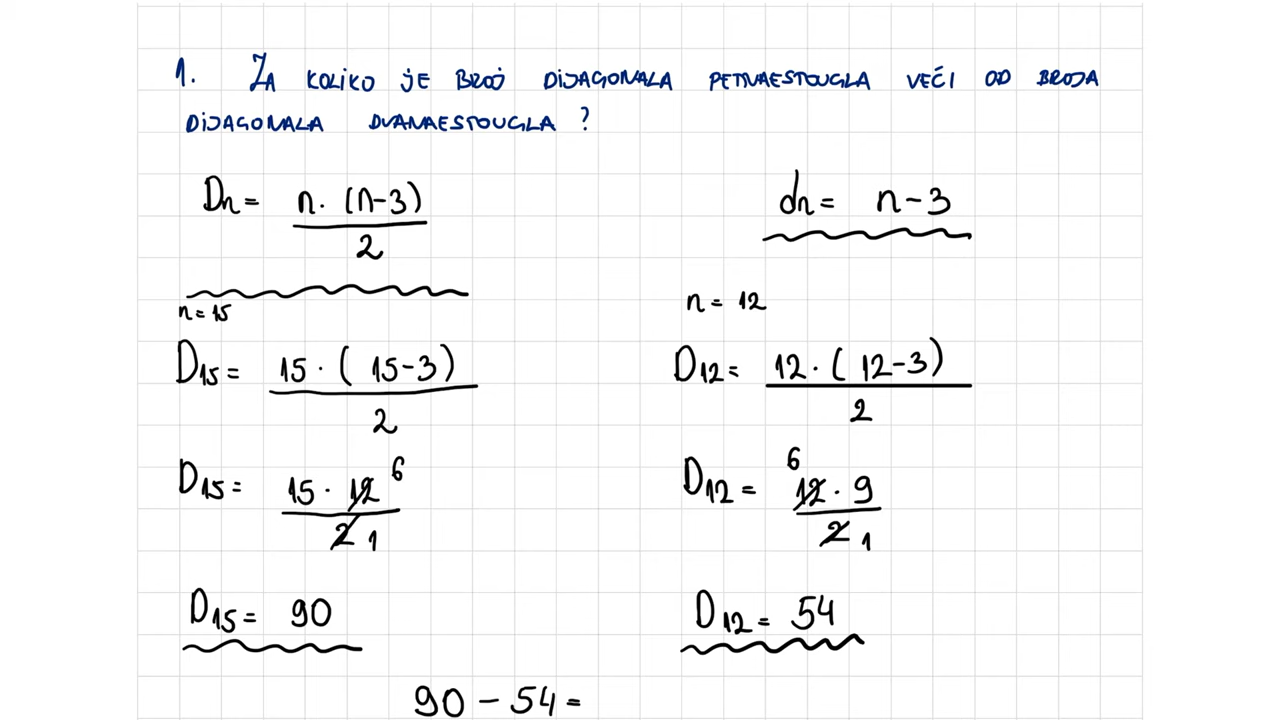 1. ZA KOLIKO JE BROJ DIJAGONALA PETNAESTOUGLA VEĆI OD BROJA
DIJAGONALA DVANAESTOUGLA ?
Dn = n · (n-3) / 2
dn = n - 3
n = 15
n = 12
D15 = 15 · ( 15-3) / 2
D12 = 12 · ( 12-3) / 2
D15 = 15 · 12 6 / 2 1
D12 = 6 12 · 9 / 2 1
D15 = 90
D12 = 54
90 - 54 =